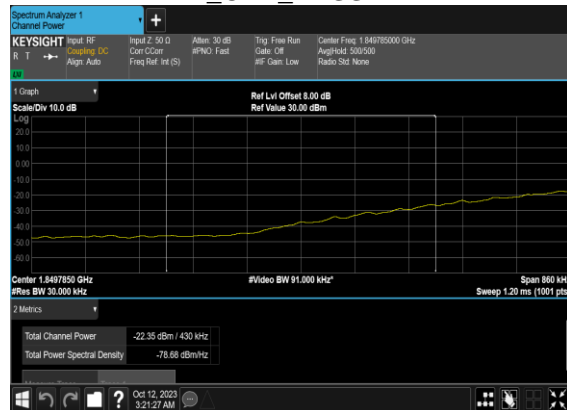 Spectrum Analyzer 1
Channel Power
+
KEYSIGHT Input: RF Input Z: 50 Ω Atten: 30 dB Trig: Free Run Center Freq: 1.849785000 GHz
R T Coupling: DC Corr CCorr #PNO: Fast Gate: Off Avg|Hold: 500/500
Align: Auto Freq Ref: Int (S) #IF Gain: Low Radio Std: None
1 Graph
Ref Lvl Offset 8.00 dB
Scale/Div 10.0 dB Ref Value 30.00 dBm
Log
20.0
10.0
0.00
-10.0
-20.0
-30.0
-40.0
-50.0
-60.0
Center 1.8497850 GHz #Video BW 91.000 kHz* Span 860 kH
#Res BW 30.000 kHz Sweep 1.20 ms (1001 pts
2 Metrics
Total Channel Power -22.35 dBm / 430 kHz
Total Power Spectral Density -78.68 dBm/Hz
? Oct 12, 2023
3:21:27 AM